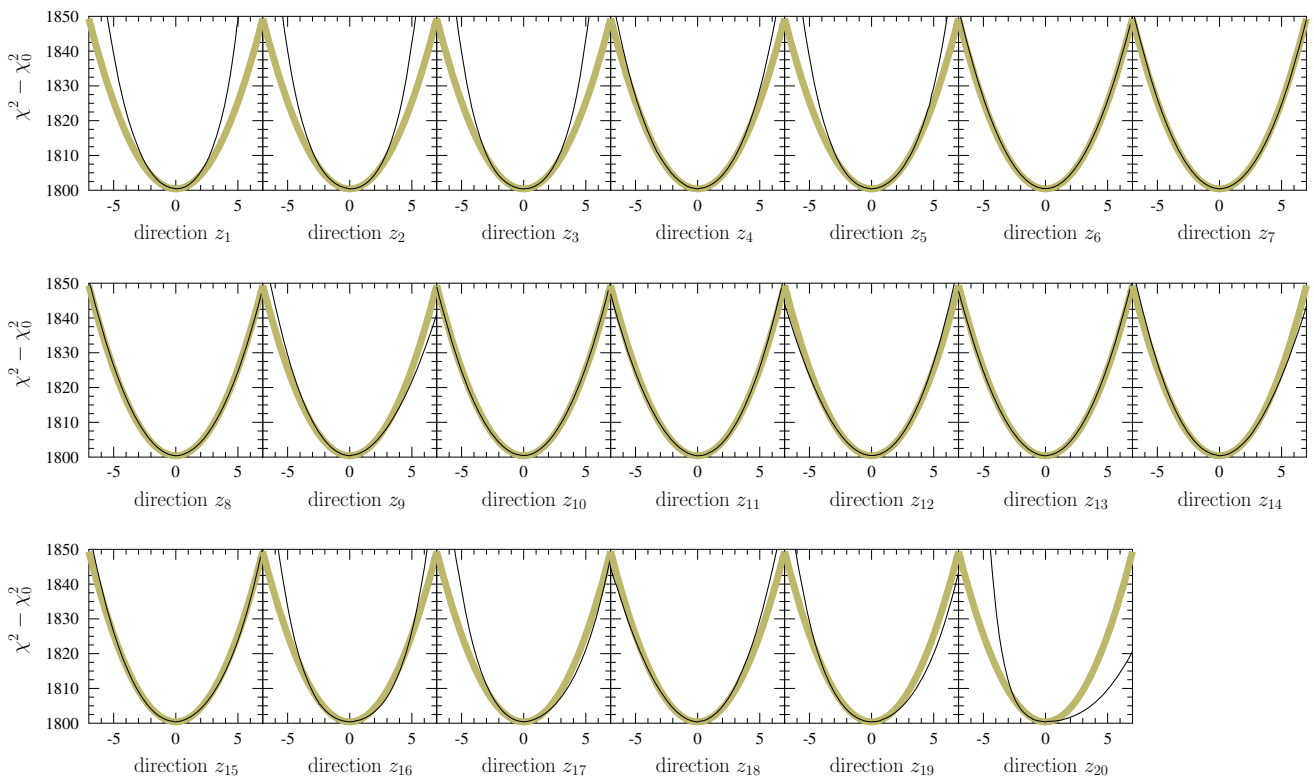 χ² − χ₀²
1850
1840
1830
1820
1810
1800
-5 0 5 -5 0 5 -5 0 5 -5 0 5 -5 0 5 -5 0 5 -5 0 5
direction z₁ direction z₂ direction z₃ direction z₄ direction z₅ direction z₆ direction z₇
χ² − χ₀²
1850
1840
1830
1820
1810
1800
-5 0 5 -5 0 5 -5 0 5 -5 0 5 -5 0 5 -5 0 5 -5 0 5
direction z₈ direction z₉ direction z₁₀ direction z₁₁ direction z₁₂ direction z₁₃ direction z₁₄
χ² − χ₀²
1850
1840
1830
1820
1810
1800
-5 0 5 -5 0 5 -5 0 5 -5 0 5 -5 0 5 -5 0 5
direction z₁₅ direction z₁₆ direction z₁₇ direction z₁₈ direction z₁₉ direction z₂₀